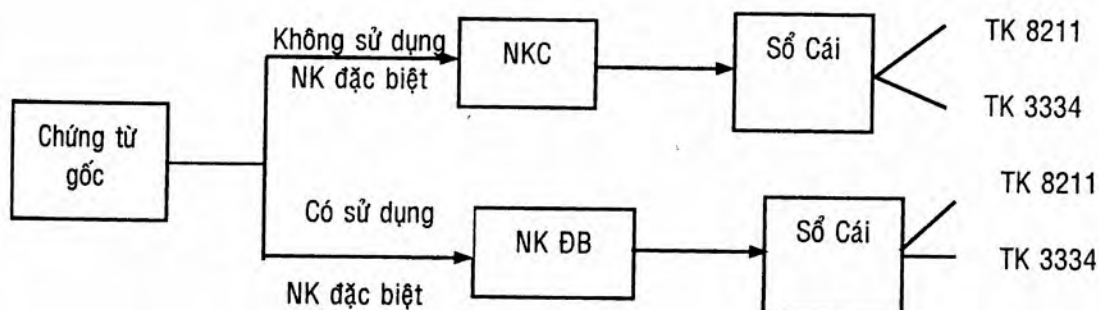 Không sử dụng
NK đặc biệt
NKC
Sổ Cái
TK 8211
TK 3334
Chứng từ
gốc
Có sử dụng
NK đặc biệt
NK ĐB
Sổ Cái
TK 8211
TK 3334